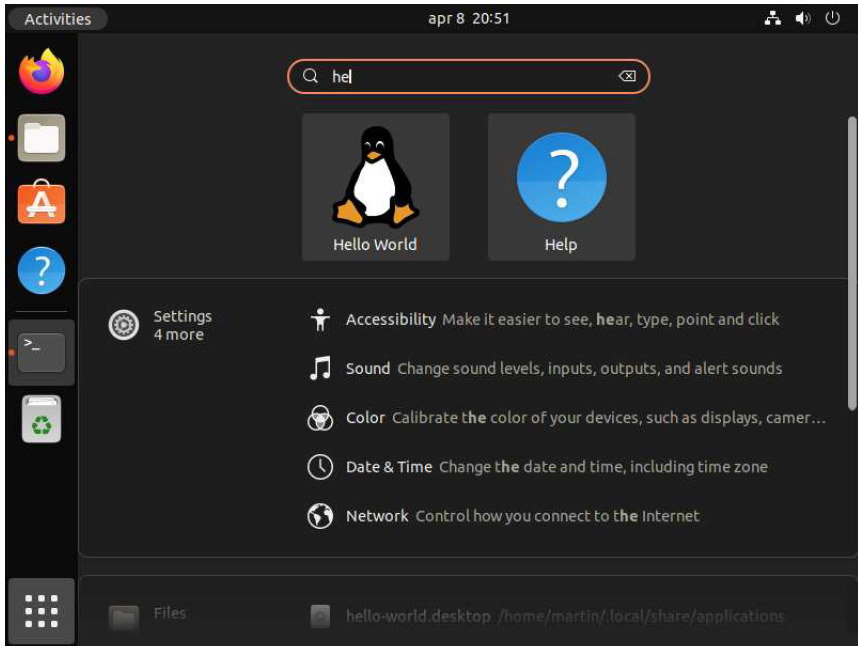 Activities
apr 8 20:51
hel
Hello World
Help
Settings
4 more
Accessibility Make it easier to see, hear, type, point and click
Sound Change sound levels, inputs, outputs, and alert sounds
Color Calibrate the color of your devices, such as displays, camer...
Date & Time Change the date and time, including time zone
Network Control how you connect to the Internet
Files
hello-world.desktop /home/martin/.local/share/applications